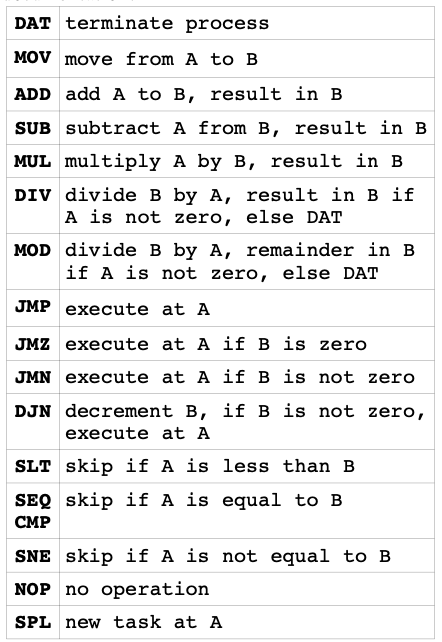 DAT terminate process
MOV move from A to B
ADD add A to B, result in B
SUB subtract A from B, result in B
MUL multiply A by B, result in B
DIV divide B by A, result in B if
A is not zero, else DAT
MOD divide B by A, remainder in B
if A is not zero, else DAT
JMP execute at A
JMZ execute at A if B is zero
JMN execute at A if B is not zero
DJN decrement B, if B is not zero,
execute at A
SLT skip if A is less than B
SEQ skip if A is equal to B
CMP
SNE skip if A is not equal to B
NOP no operation
SPL new task at A